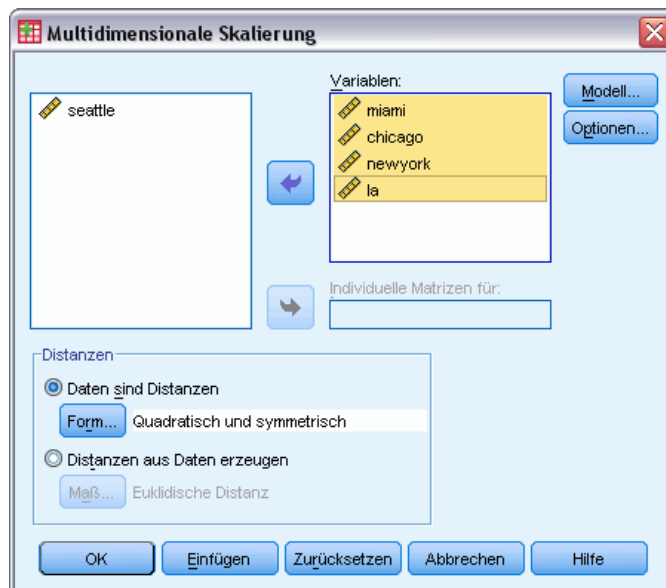 Multidimensionale Skalierung
seattle
Variablen:
miami
chicago
newyork
la
Modell...
Optionen...
Individuelle Matrizen für:
Distanzen
Daten sind Distanzen
Form... Quadratisch und symmetrisch
Distanzen aus Daten erzeugen
Maß... Euklidische Distanz
OK Einfügen Zurücksetzen Abbrechen Hilfe